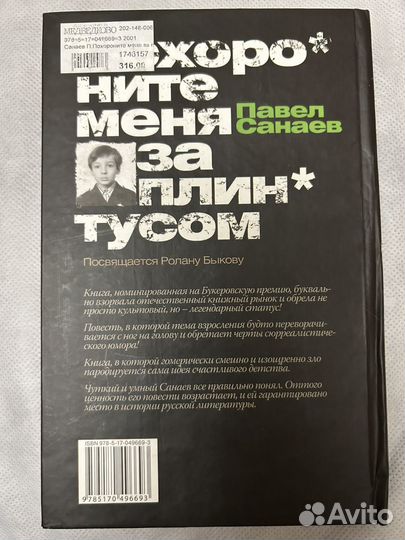 МЕДВЕДКОВО 202-148-006
978-5-17-049669-3 2001
Санаев П.Похороните меня за п
1743157
316,00
хоро*
ните
меня
за
плин*
тусом
Павел
Санаев
Посвящается Ролану Быкову
Книга, номинированная на Букеровскую премию, букваль-
но взорвала отечественный книжный рынок и обрела не
просто культовый, но – легендарный статус!
Повесть, в которой тема взросления будто переворачи-
вается с ног на голову и обретает черты сюрреалистиче-
ского юмора!
Книга, в которой гомерически смешно и изощренно зло
пародируется сама идея счастливого детства.
Чуткий и умный Санаев все правильно понял. Оттого
ценность его повести возрастает, и ей гарантировано
место в истории русской литературы.
ISBN 978-5-17-049669-3
9785170496693
Avito